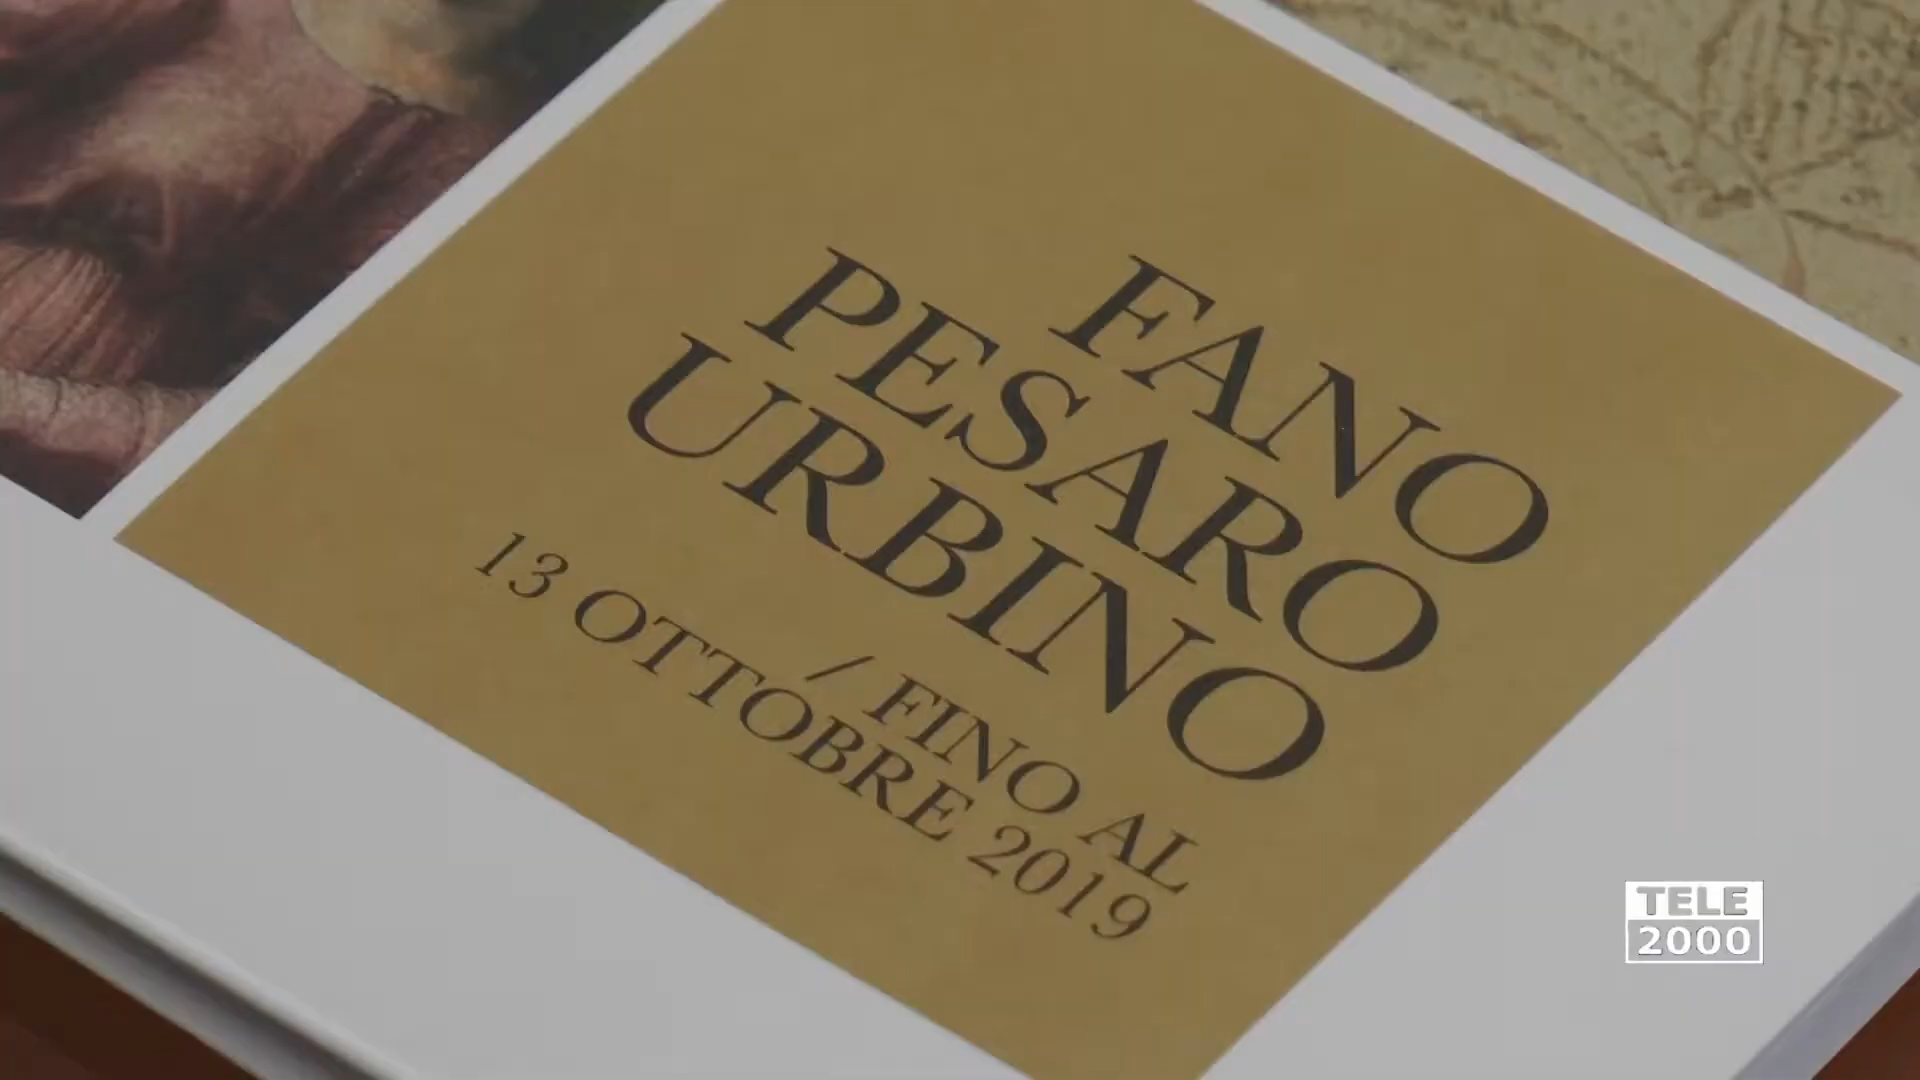 FANO
PESARO
URBINO
/ FINO AL
13 OTTOBRE 2019
TELE
2000